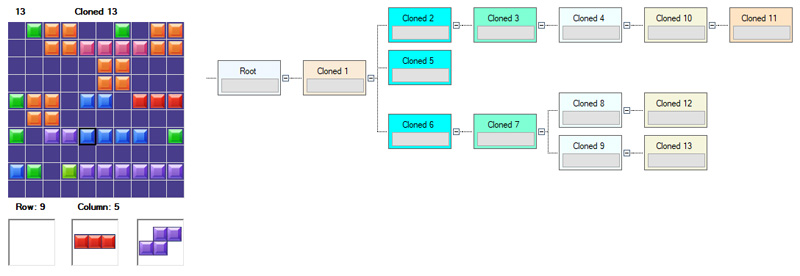 13 Cloned 13
Row: 9 Column: 5
Root
Cloned 1
Cloned 2
Cloned 3
Cloned 4
Cloned 10
Cloned 11
Cloned 5
Cloned 6
Cloned 7
Cloned 8
Cloned 12
Cloned 9
Cloned 13